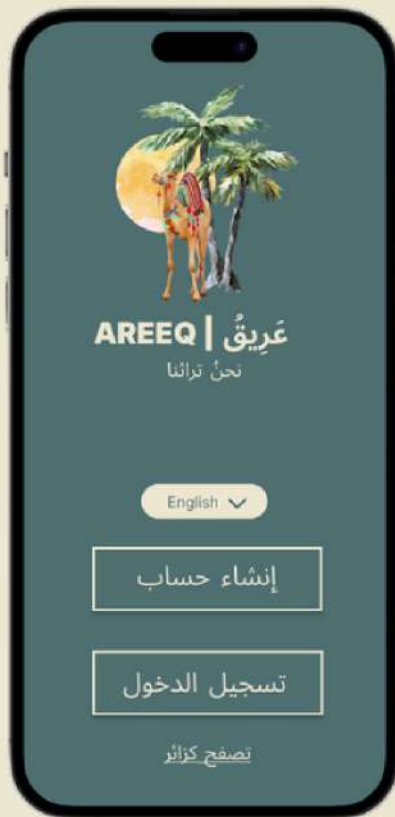 عَرِيقُ | AREEQ
نحنُ تراثنا
English
إنشاء حساب
تسجيل الدخول
تصفح كزائر